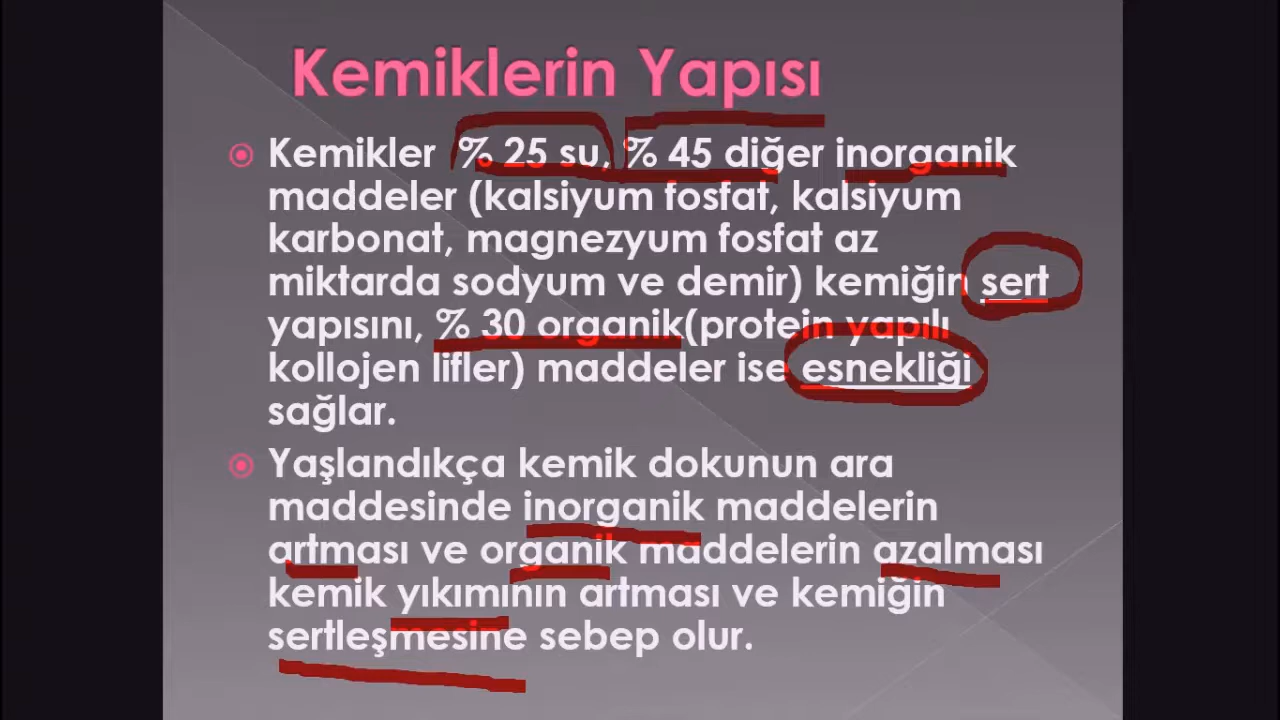 Kemiklerin Yapısı
Kemikler % 25 su, % 45 diğer inorganik
maddeler (kalsiyum fosfat, kalsiyum
karbonat, magnezyum fosfat az
miktarda sodyum ve demir) kemiğin sert
yapısını, % 30 organik(protein yapılı
kollojen lifler) maddeler ise esnekliği
sağlar.
Yaşlandıkça kemik dokunun ara
maddesinde inorganik maddelerin
artması ve organik maddelerin azalması
kemik yıkımının artması ve kemiğin
sertleşmesine sebep olur.